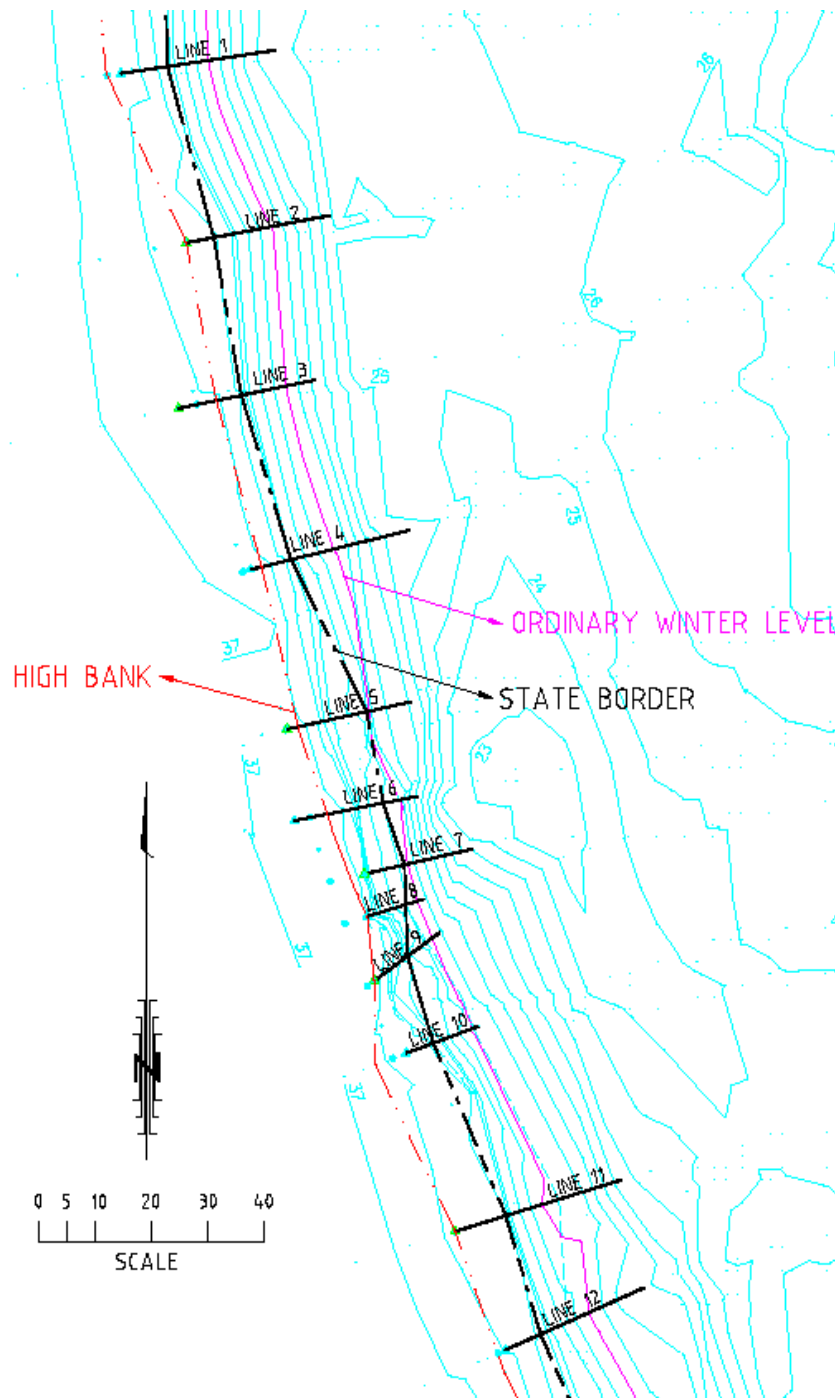 LINE 1
26
LINE 2
26
LINE 3
25
25
LINE 4
24
ORDINARY WINTER LEVEL
37
HIGH BANK
STATE BORDER
LINE 5
23
37
LINE 6
LINE 7
LINE 8
37
LINE 9
N
LINE 10
37
0 5 10 20 30 40
SCALE
LINE 11
LINE 12